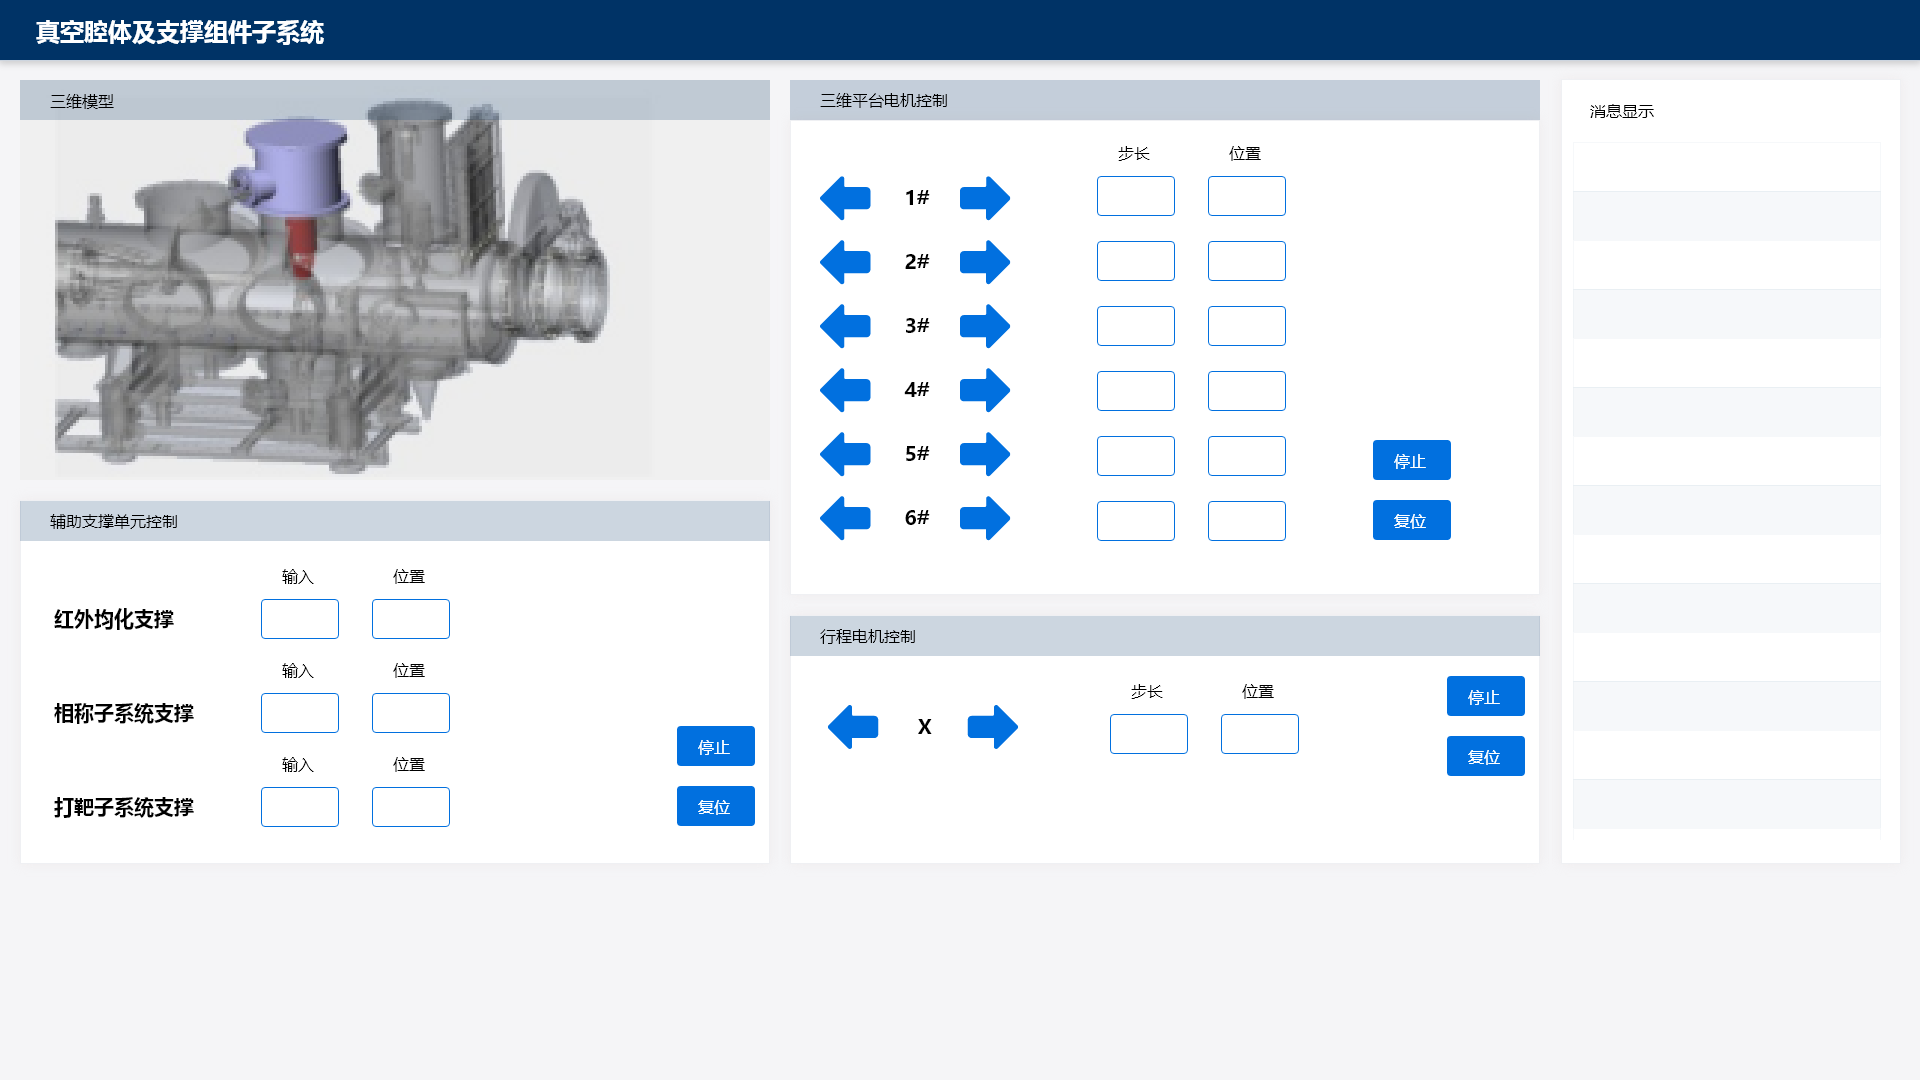 真空腔体及支撑组件子系统
三维模型
辅助支撑单元控制
输入 位置
红外均化支撑
输入 位置
相称子系统支撑
输入 位置
打靶子系统支撑
停止
复位
三维平台电机控制
步长 位置
1#
2#
3#
4#
5#
6#
停止
复位
行程电机控制
步长 位置
X
停止
复位
消息显示